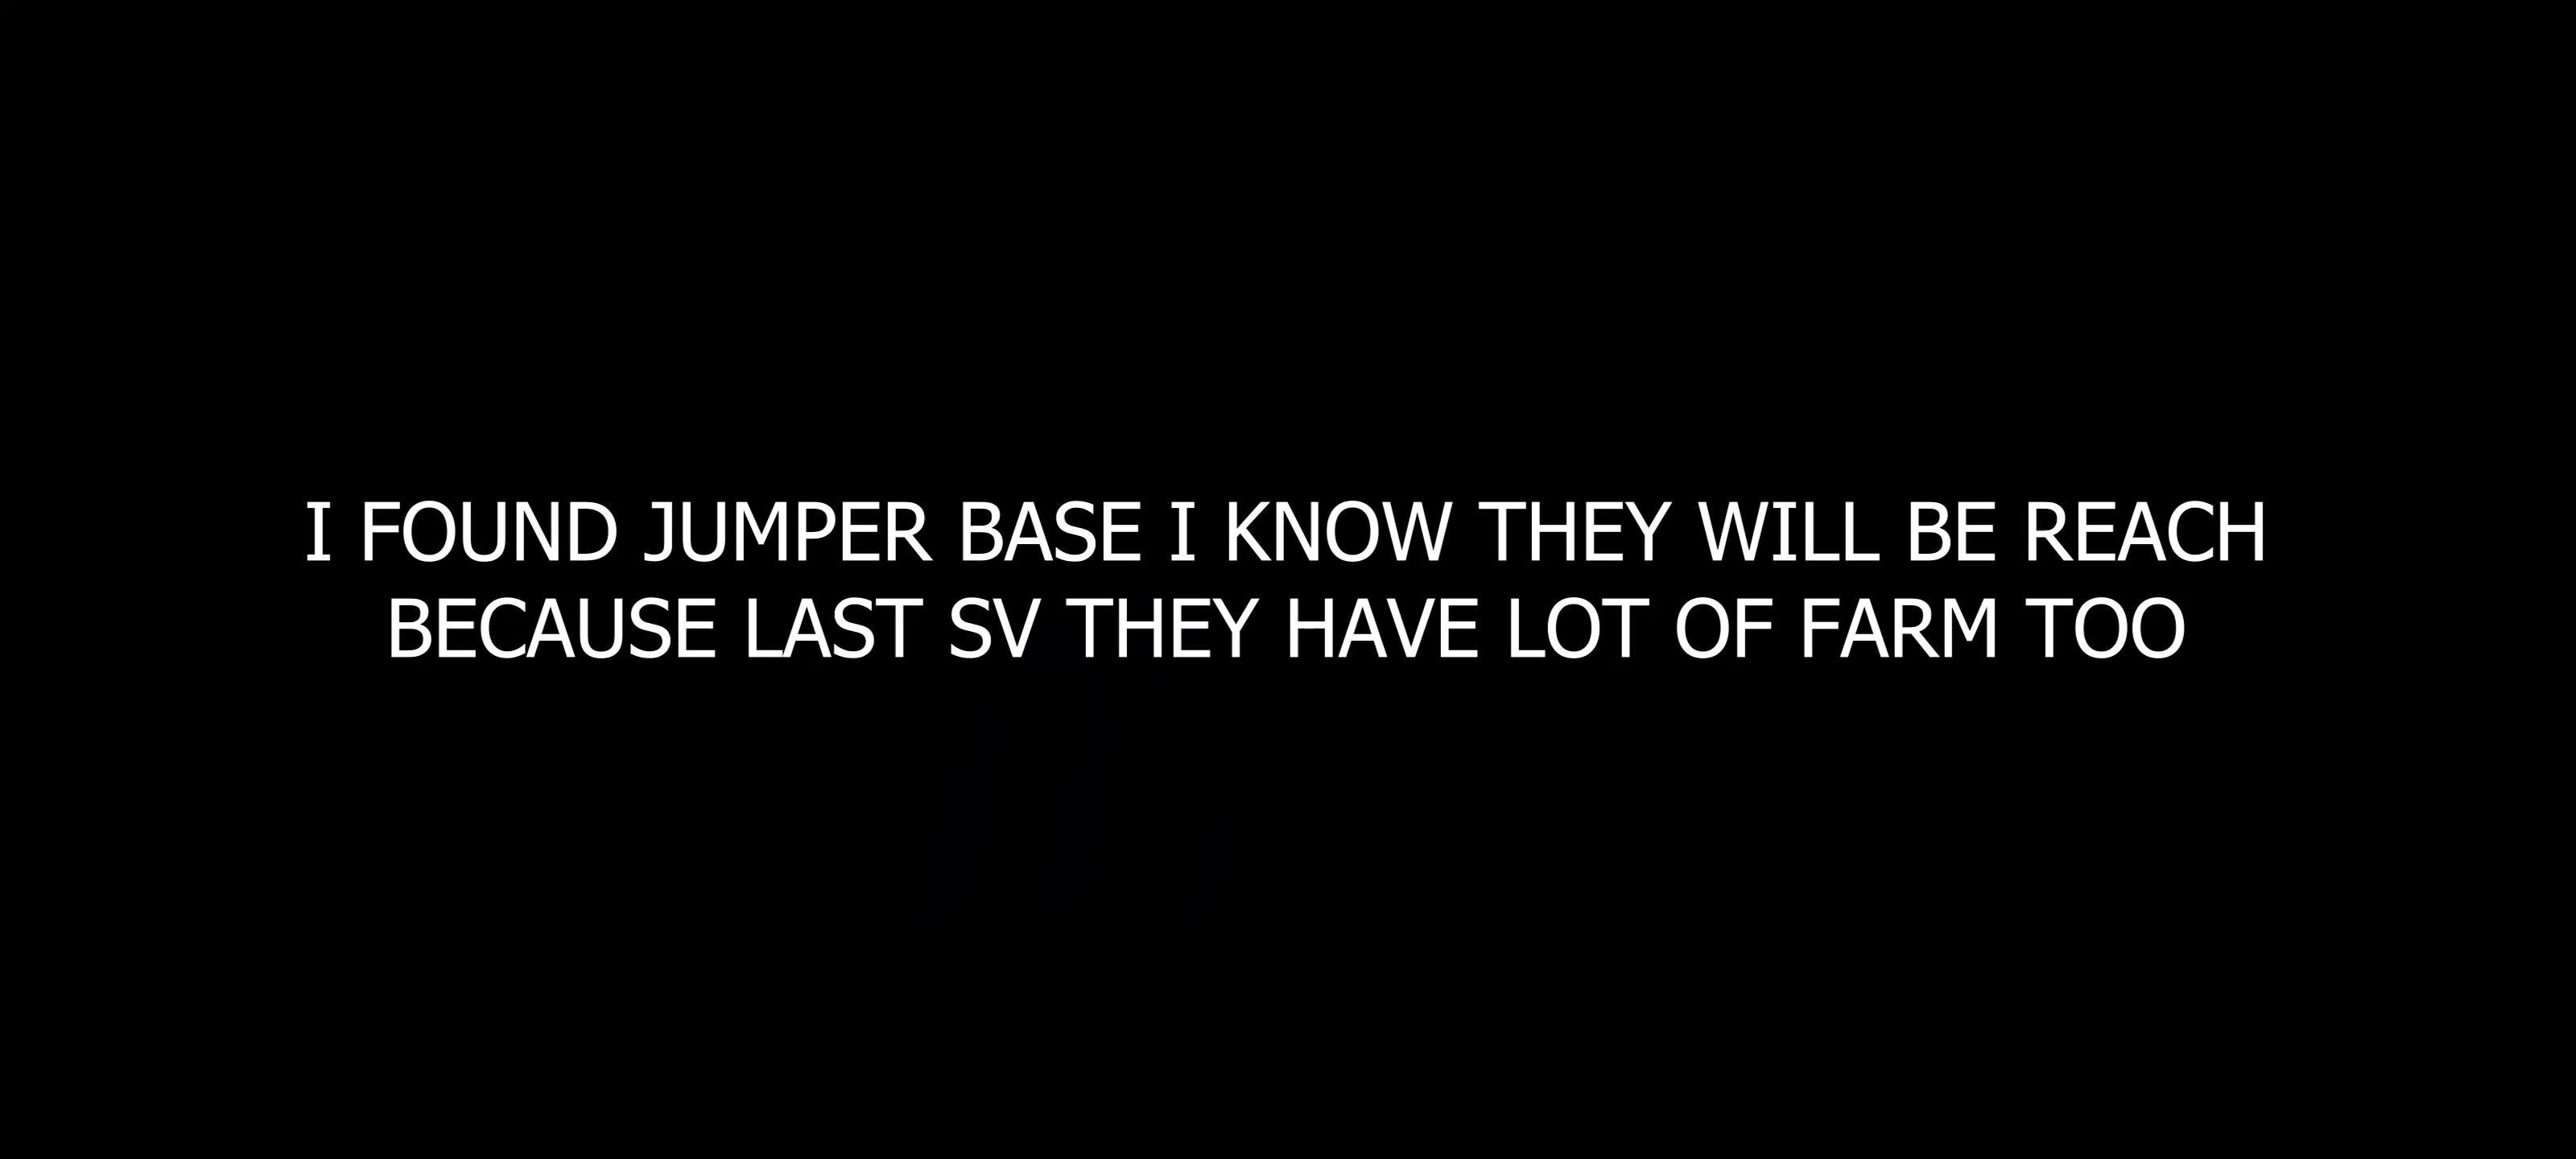 I FOUND JUMPER BASE I KNOW THEY WILL BE REACH
BECAUSE LAST SV THEY HAVE LOT OF FARM TOO